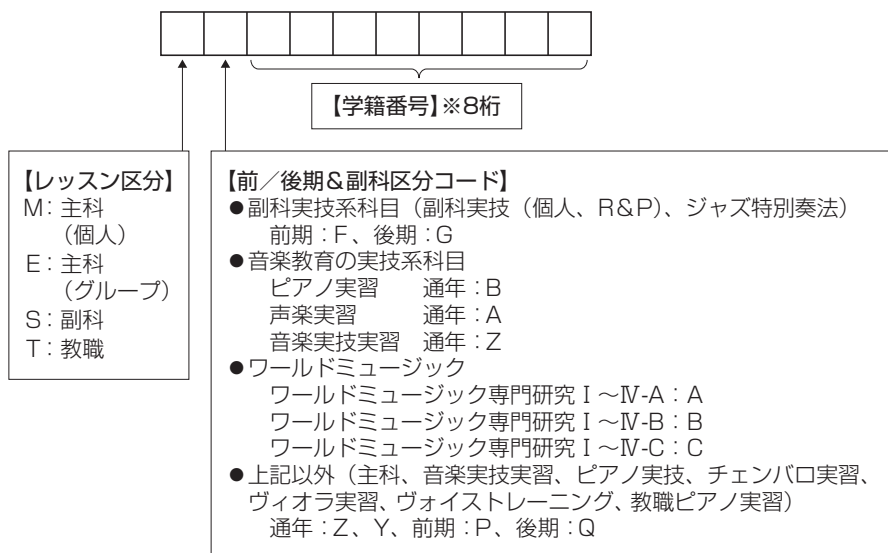 【学籍番号】※8桁
【レッスン区分】
M：主科
（個人）
E：主科
（グループ）
S：副科
T：教職
【前／後期＆副科区分コード】
●副科実技系科目（副科実技（個人、R＆P）、ジャズ特別奏法）
前期：F、後期：G
●音楽教育の実技系科目
ピアノ実習　通年：B
声楽実習　通年：A
音楽実技実習　通年：Z
●ワールドミュージック
ワールドミュージック専門研究Ⅰ～Ⅳ-A：A
ワールドミュージック専門研究Ⅰ～Ⅳ-B：B
ワールドミュージック専門研究Ⅰ～Ⅳ-C：C
●上記以外（主科、音楽実技実習、ピアノ実技、チェンバロ実習、
ヴィオラ実習、ヴォイストレーニング、教職ピアノ実習）
通年：Z、Y、前期：P、後期：Q